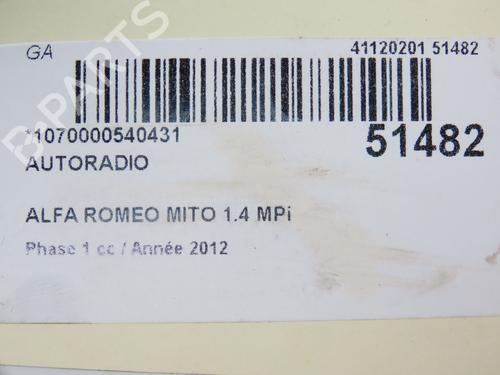 GA
41120201 51482
*1070000540431
51482
AUTORADIO
ALFA ROMEO MITO 1.4 MPi
Phase 1 cc / Année 2012
B-PARTS